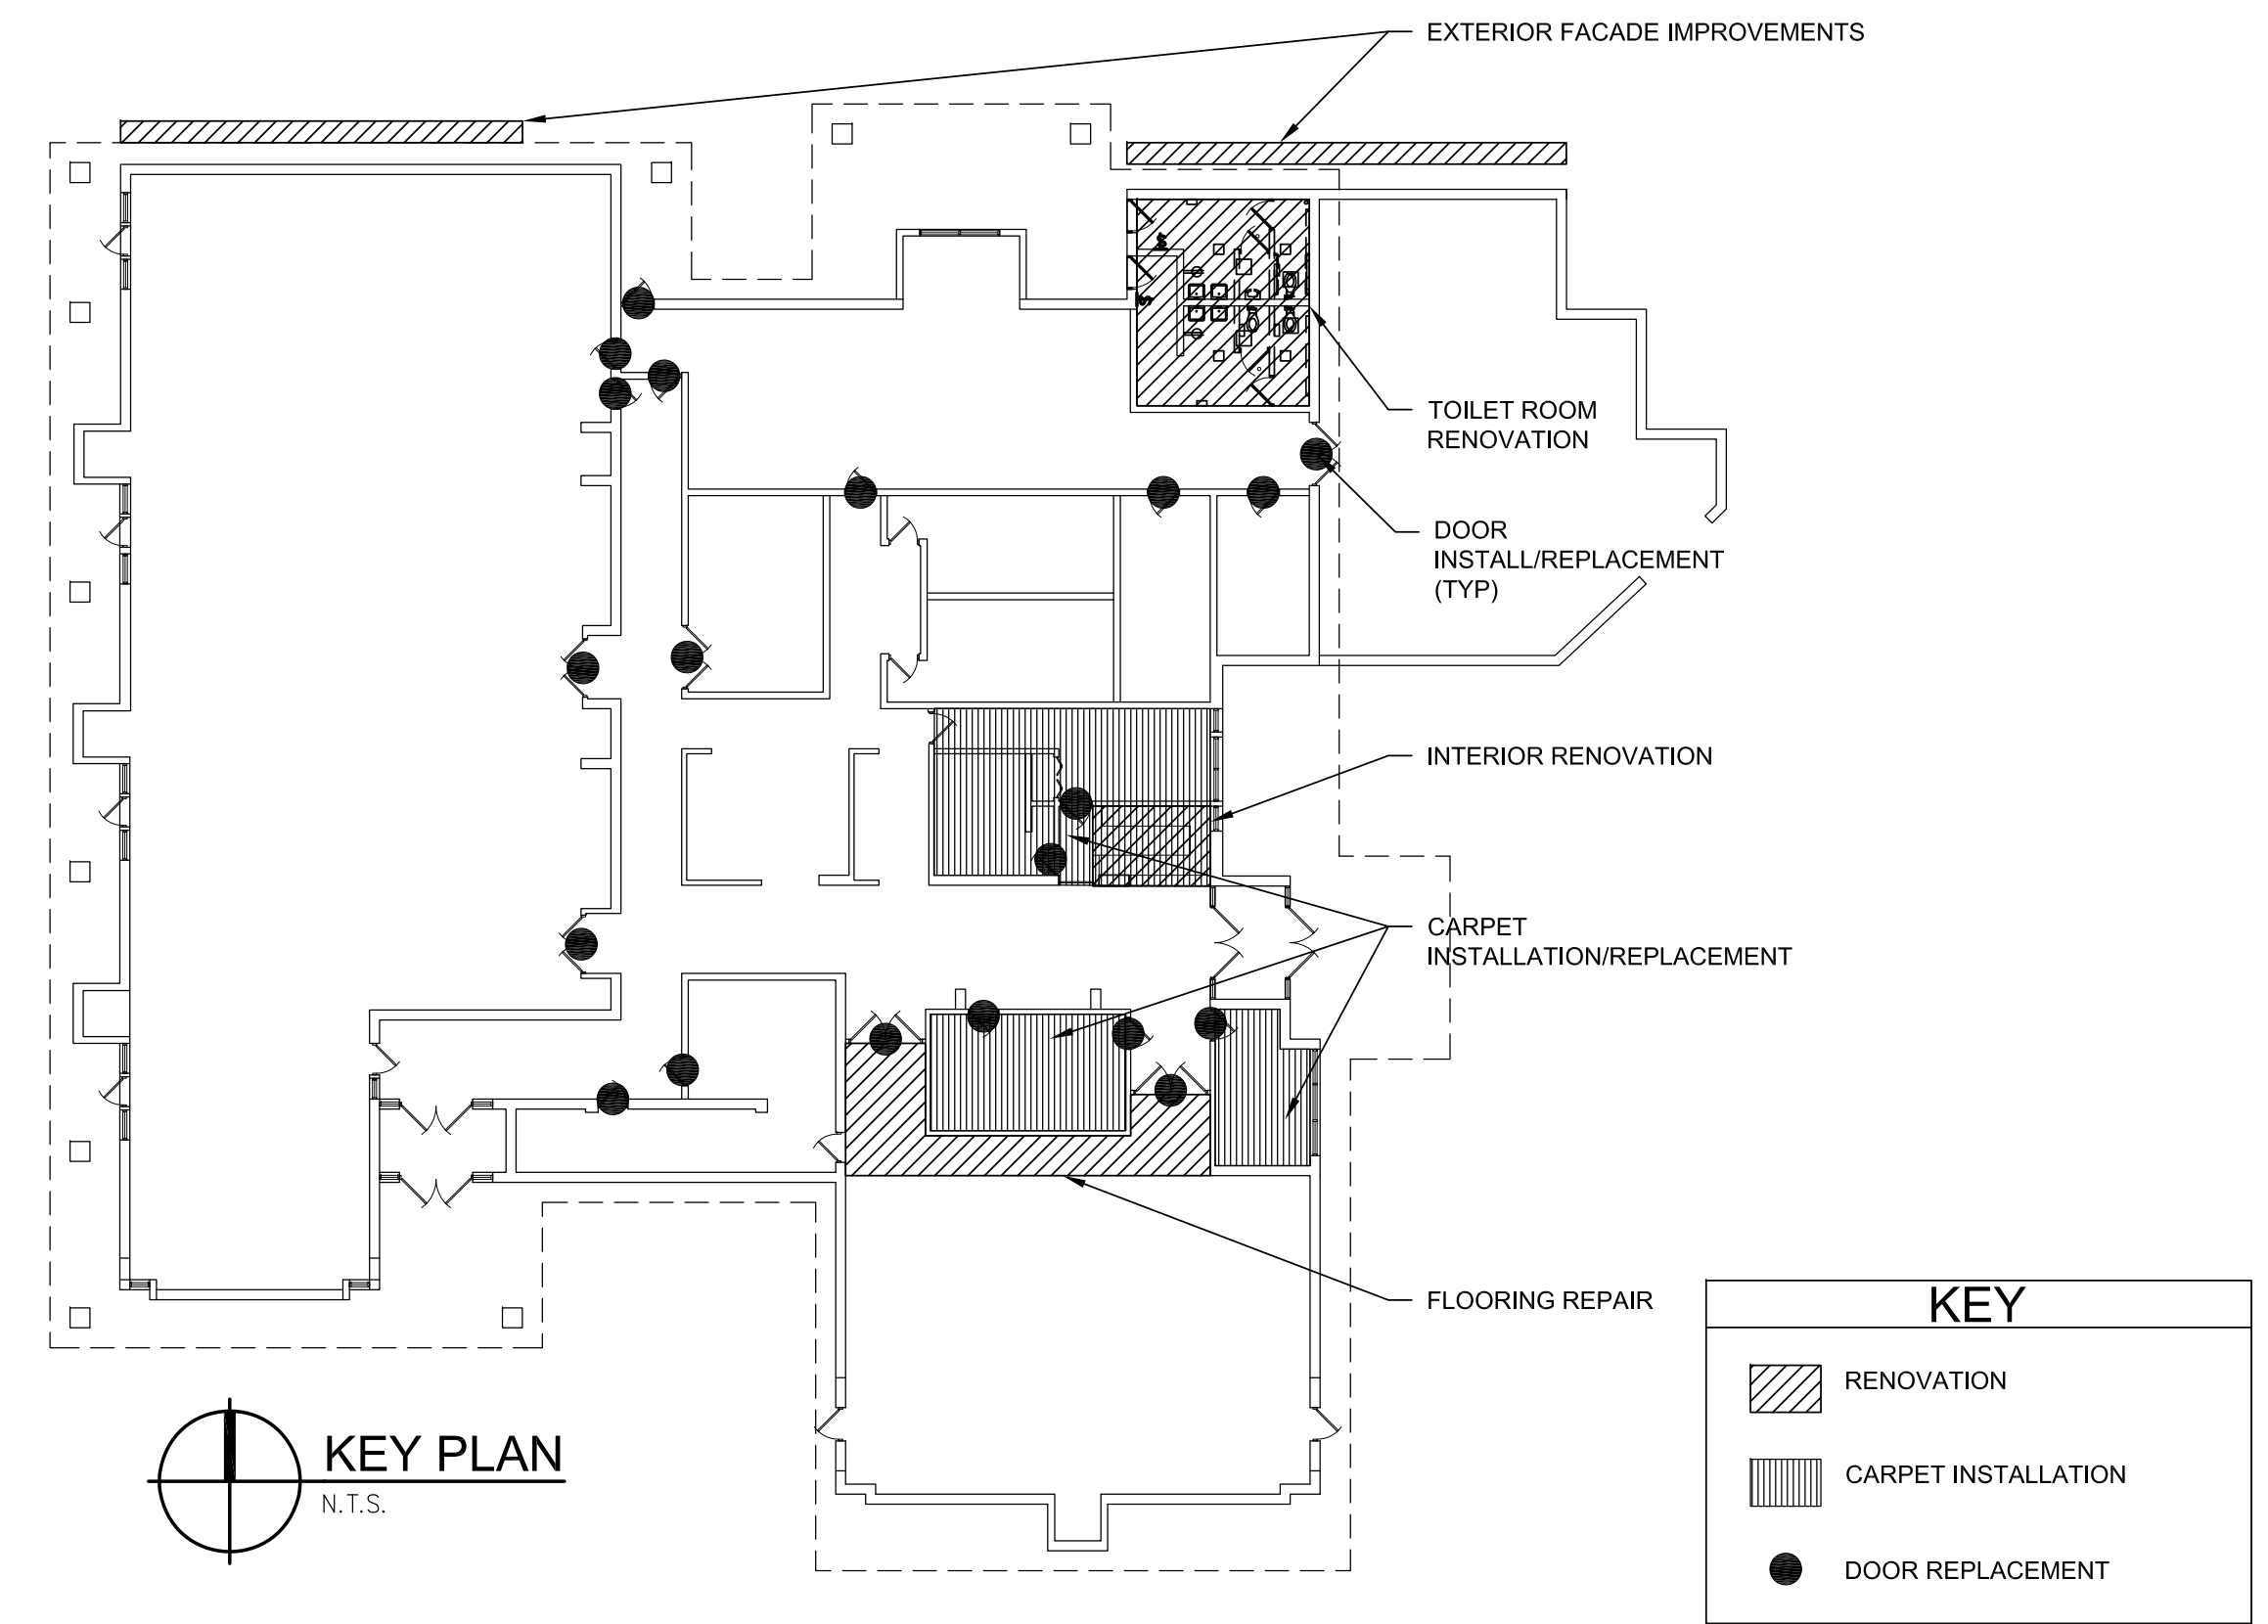 EXTERIOR FACADE IMPROVEMENTS
TOILET ROOM
RENOVATION
DOOR
INSTALL/REPLACEMENT
(TYP)
INTERIOR RENOVATION
CARPET
INSTALLATION/REPLACEMENT
FLOORING REPAIR
KEY
RENOVATION
CARPET INSTALLATION
DOOR REPLACEMENT
KEY PLAN
N.T.S.